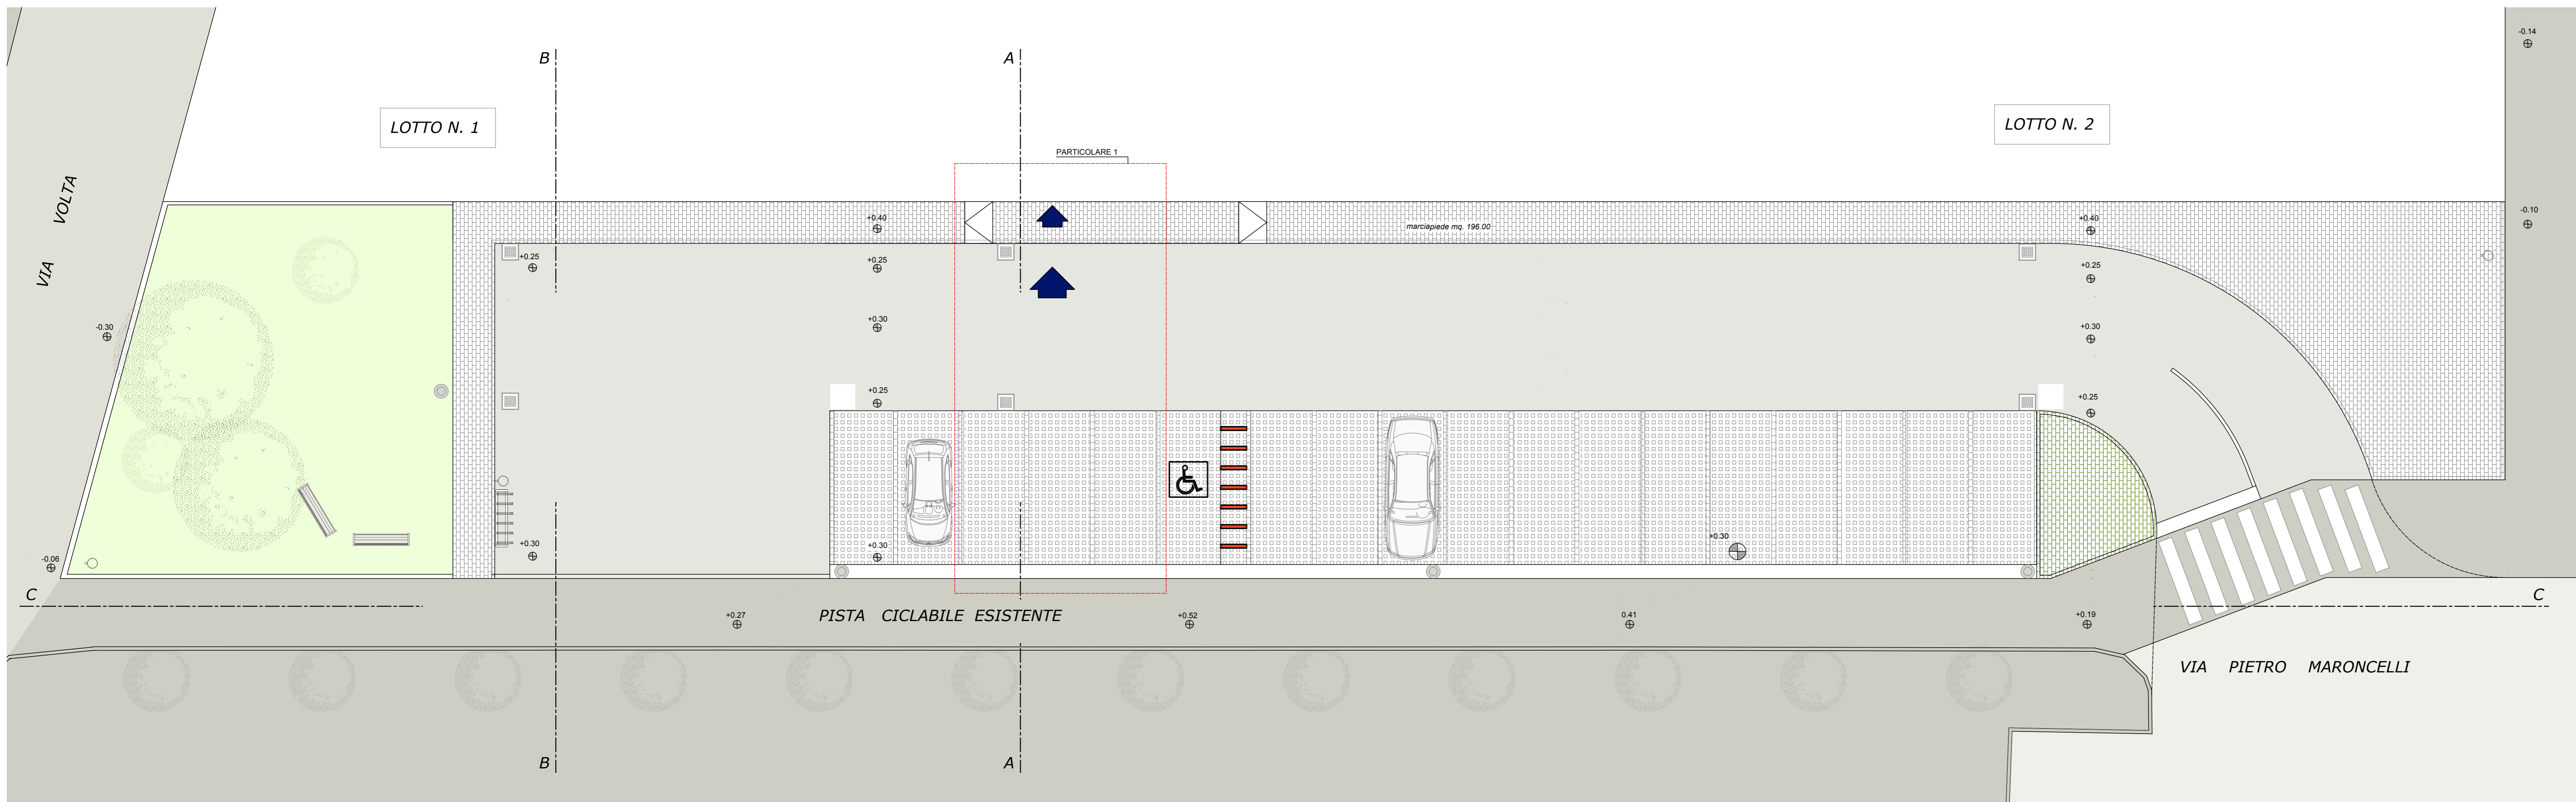 -0.14
B
A
LOTTO N. 1
LOTTO N. 2
PARTICOLARE 1
VIA VOLTA
+0.40
marciapiede mq. 196.00
+0.40
-0.10
+0.25
+0.25
+0.25
-0.30
+0.30
+0.30
+0.25
+0.25
+0.30
+0.30
+0.30
-0.06
C
C
PISTA CICLABILE ESISTENTE
+0.27
+0.52
0.41
+0.19
VIA PIETRO MARONCELLI
B
A